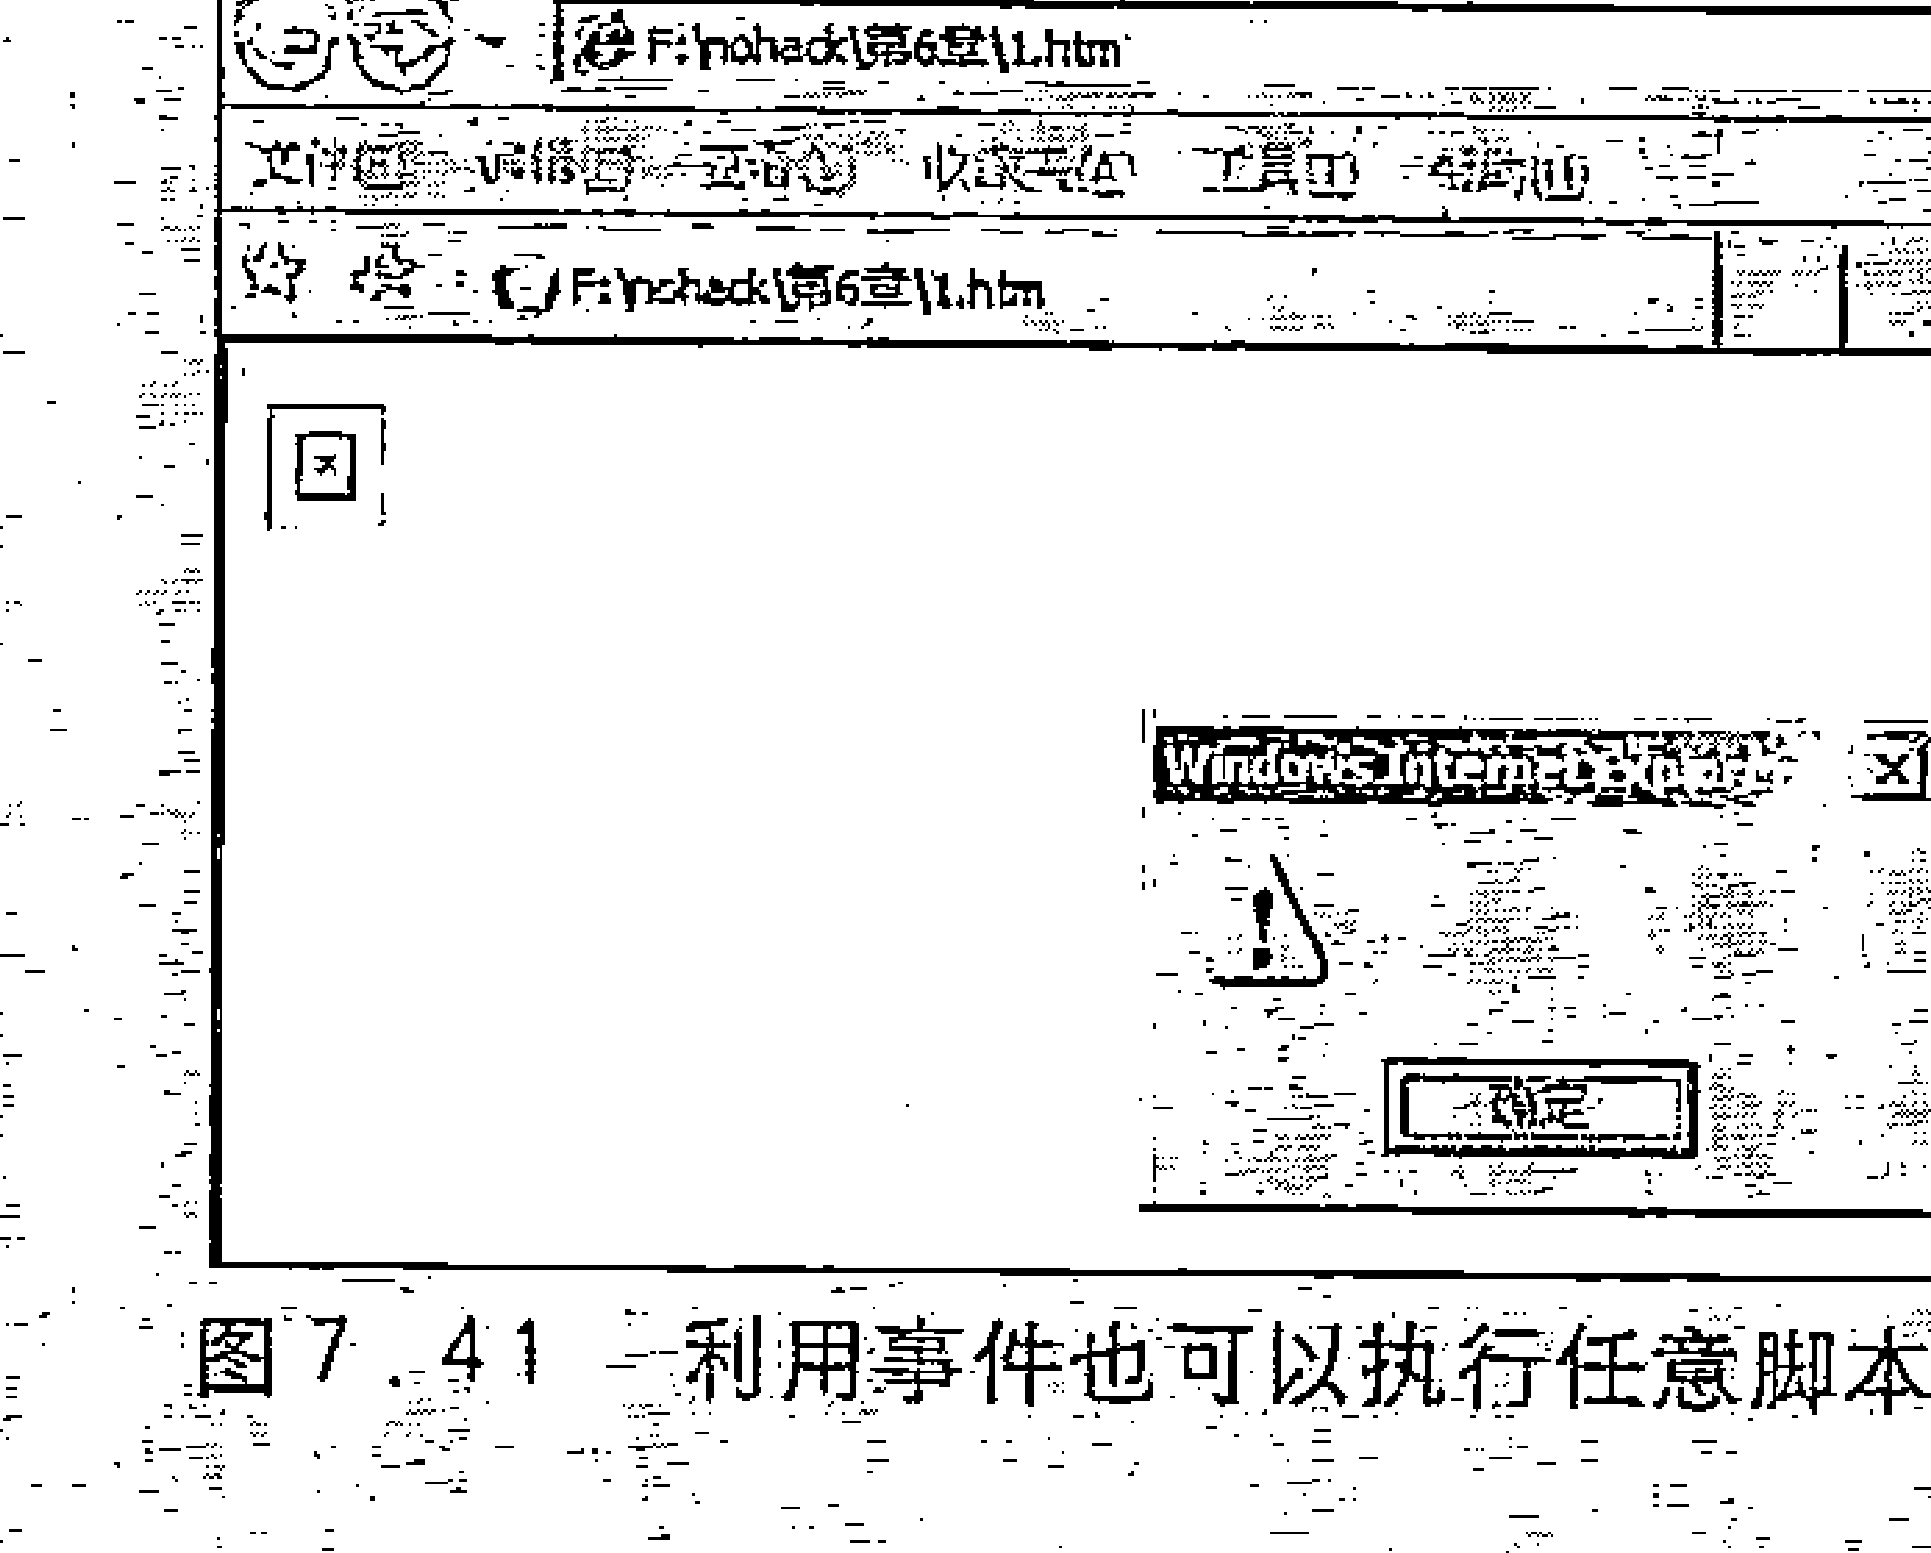 F:\nohack\第6章\1.htm
文件(F) 编辑(E) 查看(V) 收藏夹(A) 工具(T) 帮助(H)
F:\nohack\第6章\1.htm
Windows Internet Explorer
确定
图7.41 利用事件也可以执行任意脚本